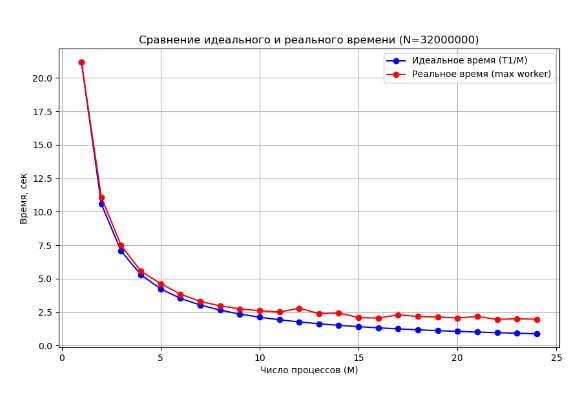 Сравнение идеального и реального времени (N=32000000)
Идеальное время (T1/M)
Реальное время (max worker)
Время, сек
20.0
17.5
15.0
12.5
10.0
7.5
5.0
2.5
0.0
0 5 10 15 20 25
Число процессов (M)